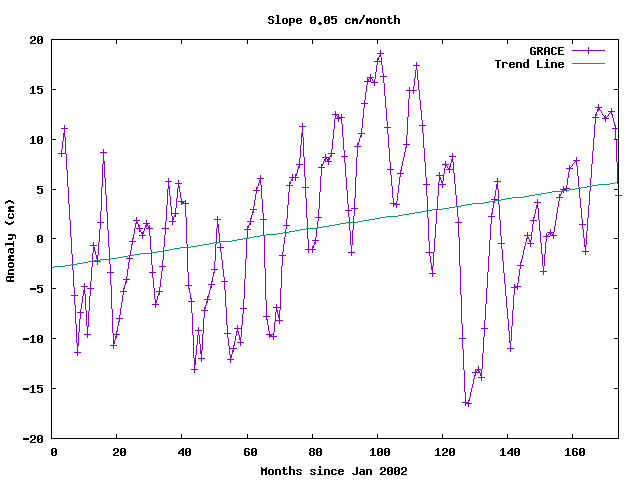 Slope 0.05 cm/month
GRACE
Trend Line
20
15
10
5
0
-5
-10
-15
-20
Anomaly (cm)
0 20 40 60 80 100 120 140 160
Months since Jan 2002